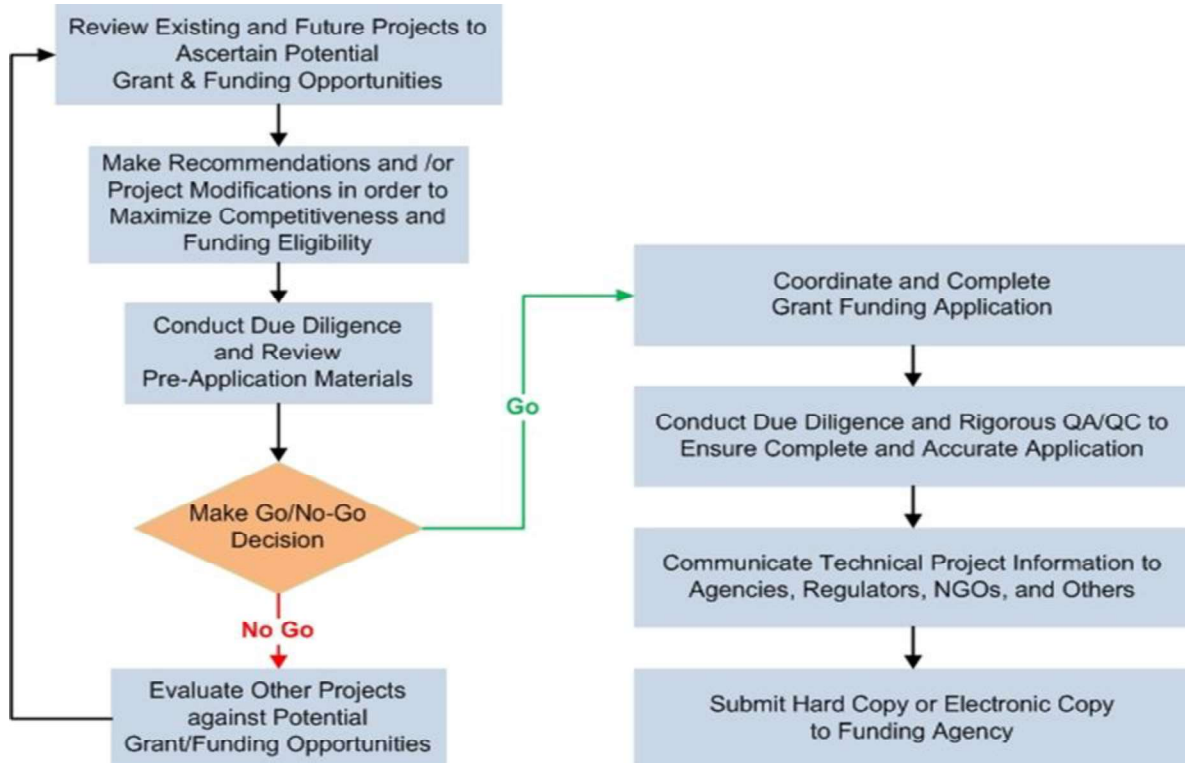 Review Existing and Future Projects to
Ascertain Potential
Grant & Funding Opportunities
Make Recommendations and /or
Project Modifications in order to
Maximize Competitiveness and
Funding Eligibility
Conduct Due Diligence
and Review
Pre-Application Materials
Make Go/No-Go
Decision
No Go
Evaluate Other Projects
against Potential
Grant/Funding Opportunities
Go
Coordinate and Complete
Grant Funding Application
Conduct Due Diligence and Rigorous QA/QC to
Ensure Complete and Accurate Application
Communicate Technical Project Information to
Agencies, Regulators, NGOs, and Others
Submit Hard Copy or Electronic Copy
to Funding Agency